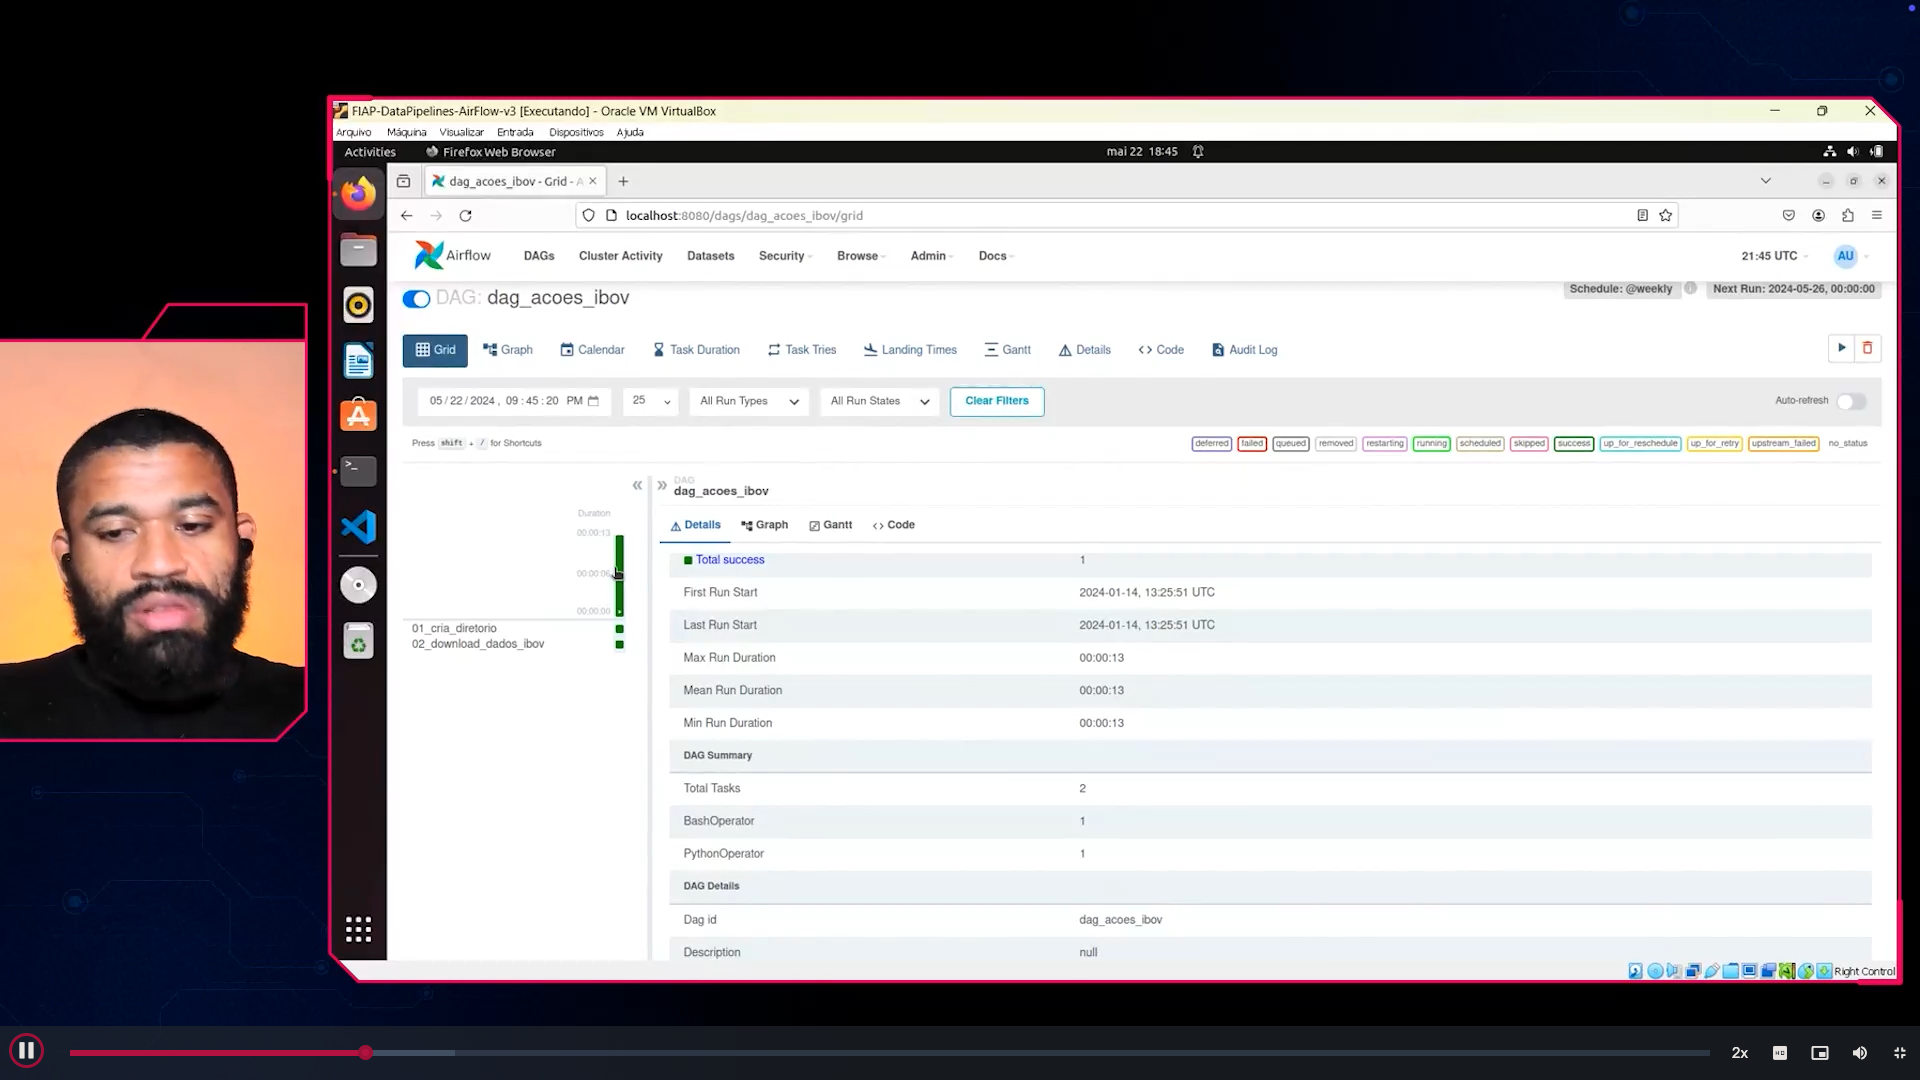 FIAP-DataPipelines-AirFlow-v3 [Executando] - Oracle VM VirtualBox
Arquivo Máquina Visualizar Entrada Dispositivos Ajuda
Activities Firefox Web Browser mai 22 18:45
dag_acoes_ibov - Grid - A
localhost:8080/dags/dag_acoes_ibov/grid
Airflow DAGs Cluster Activity Datasets Security Browse Admin Docs 21:45 UTC AU
DAG: dag_acoes_ibov Schedule: @weekly Next Run: 2024-05-26, 00:00:00
Grid Graph Calendar Task Duration Task Tries Landing Times Gantt Details Code Audit Log
05/22/2024, 09:45:20 PM 25 All Run Types All Run States Clear Filters Auto-refresh
Press shift + / for Shortcuts deferred failed queued removed restarting running scheduled skipped success up_for_reschedule up_for_retry upstream_failed no_status
DAG
dag_acoes_ibov
Duration
00:00:13
00:00:06
00:00:00
01_cria_diretorio
02_download_dados_ibov
Details Graph Gantt Code
Total success 1
First Run Start 2024-01-14, 13:25:51 UTC
Last Run Start 2024-01-14, 13:25:51 UTC
Max Run Duration 00:00:13
Mean Run Duration 00:00:13
Min Run Duration 00:00:13
DAG Summary
Total Tasks 2
BashOperator 1
PythonOperator 1
DAG Details
Dag id dag_acoes_ibov
Description null
Right Control
2x HD